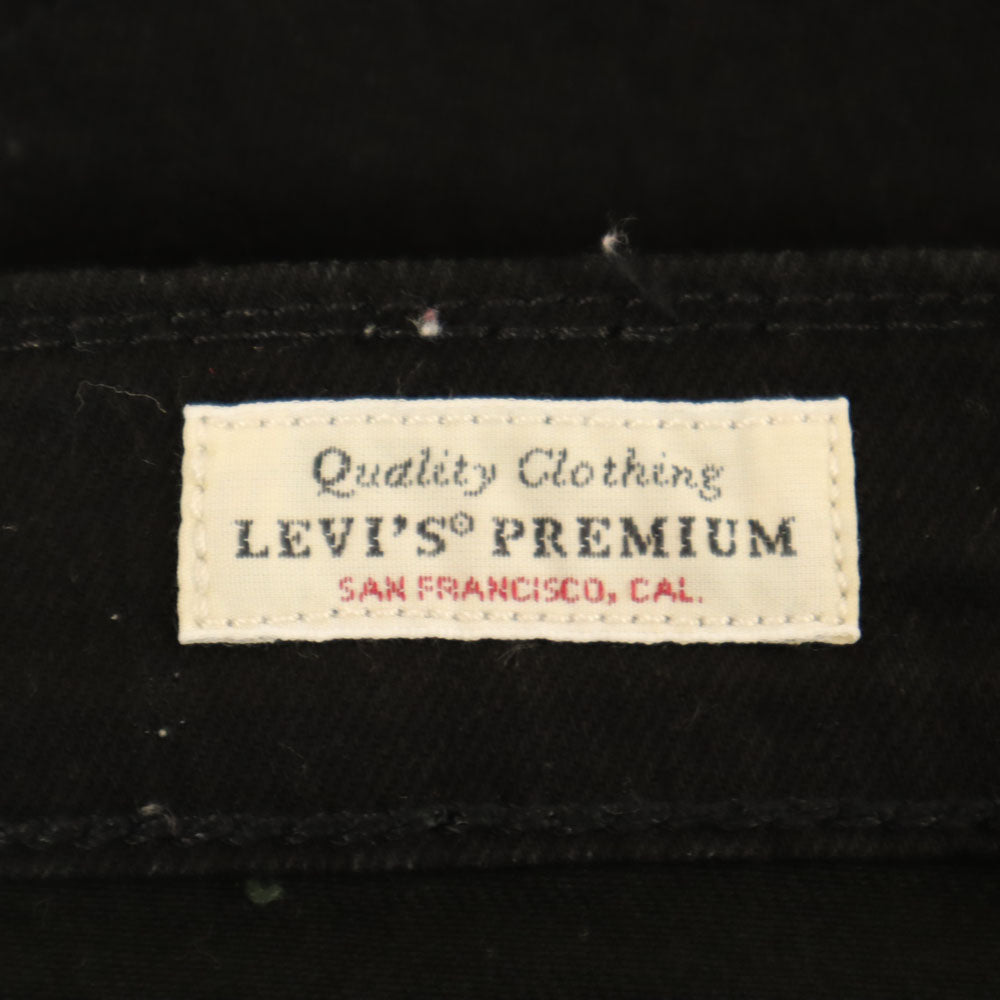 Quality Clothing
LEVI'S® PREMIUM
SAN FRANCISCO, CAL.